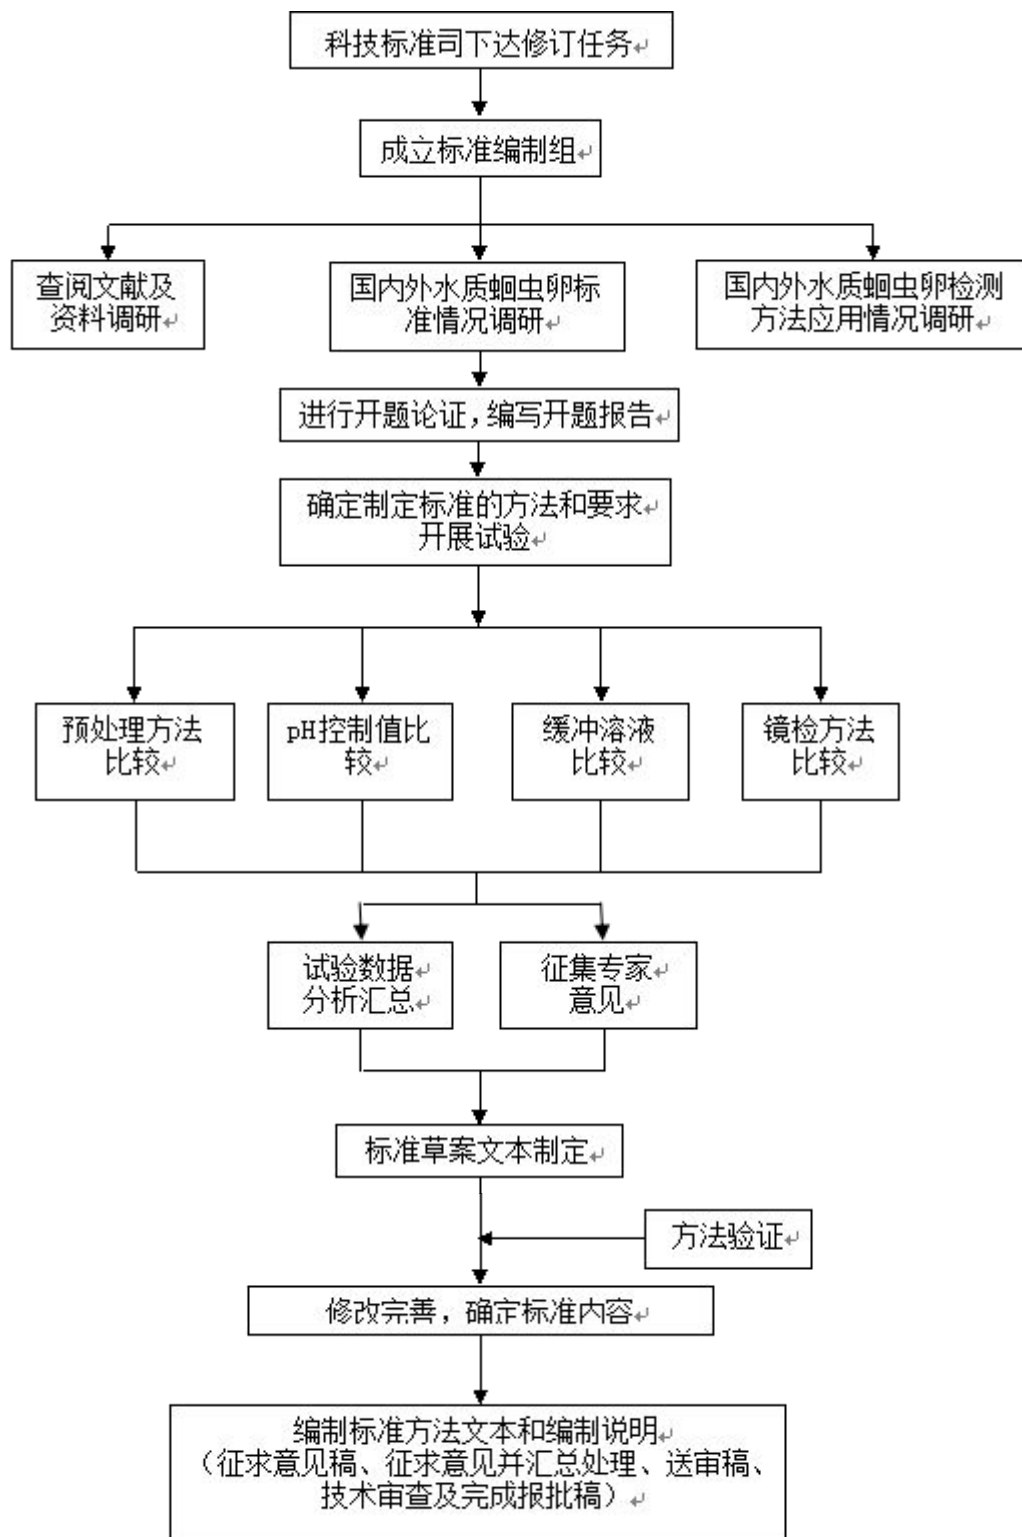 科技标准司下达修订任务
成立标准编制组
查阅文献及
资料调研
国内外水质蛔虫卵标
准情况调研
国内外水质蛔虫卵检测
方法应用情况调研
进行开题论证,编写开题报告
确定制定标准的方法和要求
开展试验
预处理方法
比较
pH控制值比
较
缓冲溶液
比较
镜检方法
比较
试验数据
分析汇总
征集专家
意见
标准草案文本制定
方法验证
修改完善，确定标准内容
编制标准方法文本和编制说明
（征求意见稿、征求意见并汇总处理、送审稿、
技术审查及完成报批稿）